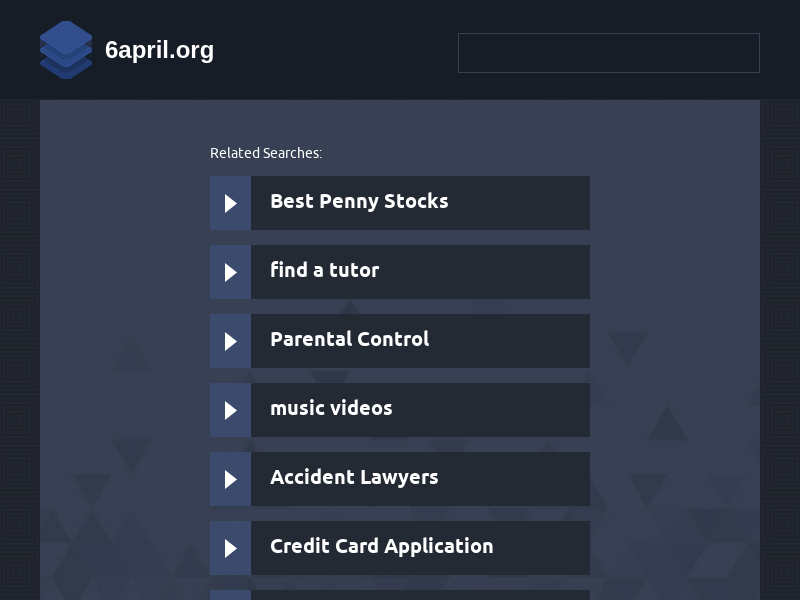 6april.org
Related Searches:
Best Penny Stocks
find a tutor
Parental Control
music videos
Accident Lawyers
Credit Card Application